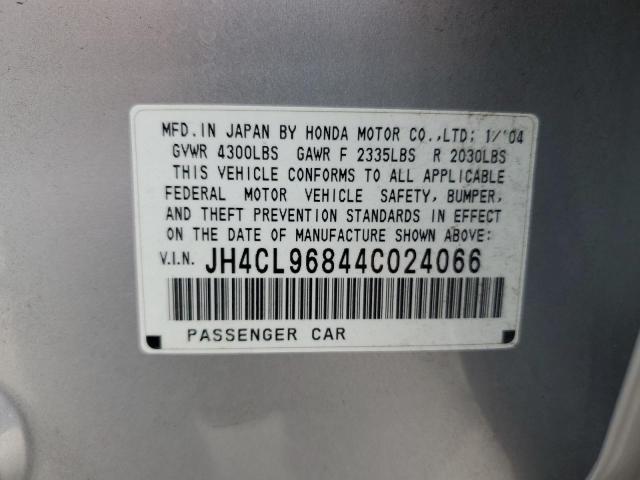 MFD. IN JAPAN BY HONDA MOTOR CO., LTD; 1/'04
GVWR 4300LBS GAWR F 2335LBS R 2030LBS
THIS VEHICLE CONFORMS TO ALL APPLICABLE
FEDERAL MOTOR VEHICLE SAFETY, BUMPER,
AND THEFT PREVENTION STANDARDS IN EFFECT
ON THE DATE OF MANUFACTURE SHOWN ABOVE:
V.I.N. JH4CL96844C024066
PASSENGER CAR